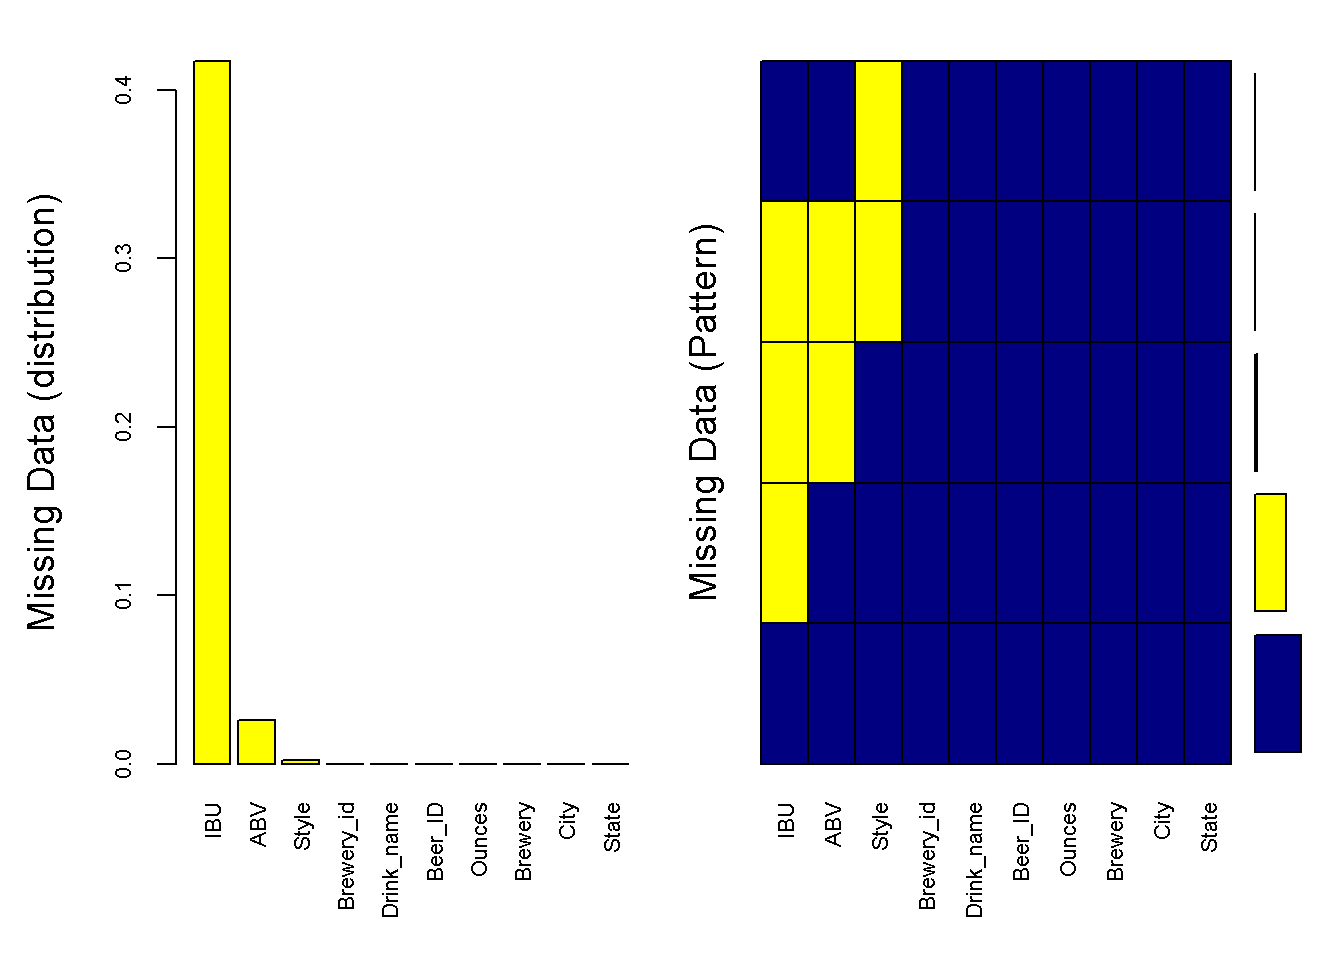 Missing Data (distribution)
0.4
0.3
0.2
0.1
0.0
IBU
ABV
Style
Brewery_id
Drink_name
Beer_ID
Ounces
Brewery
City
State
Missing Data (Pattern)
IBU
ABV
Style
Brewery_id
Drink_name
Beer_ID
Ounces
Brewery
City
State